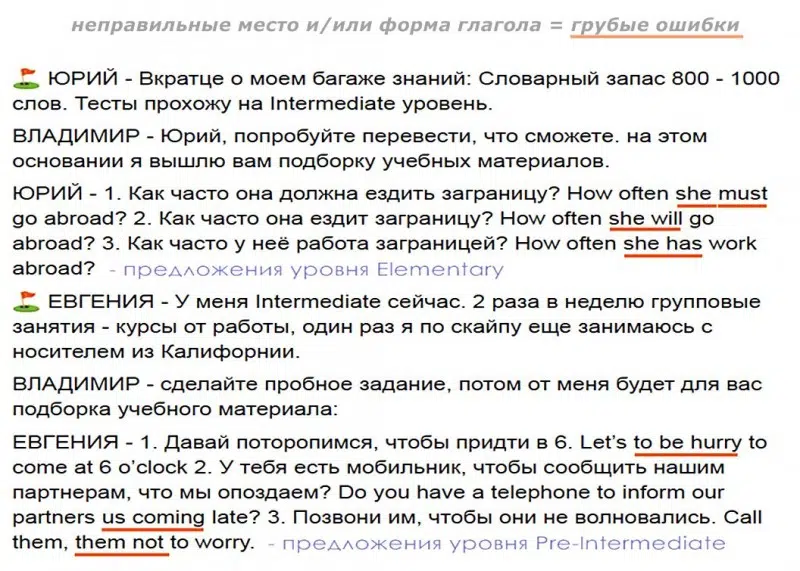 неправильные место и/или форма глагола = грубые ошибки
ЮРИЙ - Вкратце о моем багаже знаний: Словарный запас 800 - 1000
слов. Тесты прохожу на Intermediate уровень.
ВЛАДИМИР - Юрий, попробуйте перевести, что сможете. на этом
основании я вышлю вам подборку учебных материалов.
ЮРИЙ - 1. Как часто она должна ездить заграницу? How often she must
go abroad? 2. Как часто она ездит заграницу? How often she will go
abroad? 3. Как часто у неё работа заграницей? How often she has work
abroad? - предложения уровня Elementary
ЕВГЕНИЯ - У меня Intermediate сейчас. 2 раза в неделю групповые
занятия - курсы от работы, один раз я по скайпу еще занимаюсь с
носителем из Калифорнии.
ВЛАДИМИР - сделайте пробное задание, потом от меня будет для вас
подборка учебного материала:
ЕВГЕНИЯ - 1. Давай поторопимся, чтобы придти в 6. Let's to be hurry to
come at 6 o'clock 2. У тебя есть мобильник, чтобы сообщить нашим
партнерам, что мы опоздаем? Do you have a telephone to inform our
partners us coming late? 3. Позвони им, чтобы они не волновались. Call
them, them not to worry. - предложения уровня Pre-Intermediate